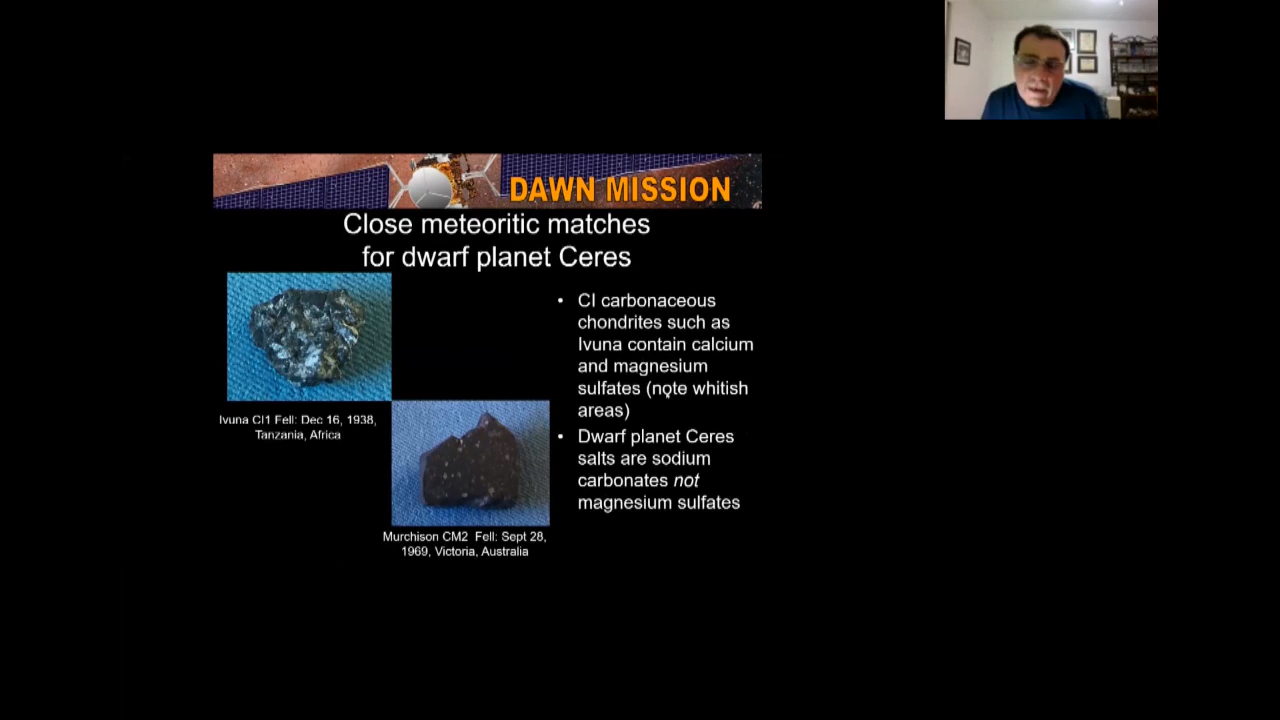 DAWN MISSION
Close meteoritic matches
for dwarf planet Ceres
• CI carbonaceous
chondrites such as
Ivuna contain calcium
and magnesium
sulfates (note whitish
areas)
• Dwarf planet Ceres
salts are sodium
carbonates not
magnesium sulfates
Ivuna CI1 Fell: Dec 16, 1938,
Tanzania, Africa
Murchison CM2 Fell: Sept 28,
1969, Victoria, Australia